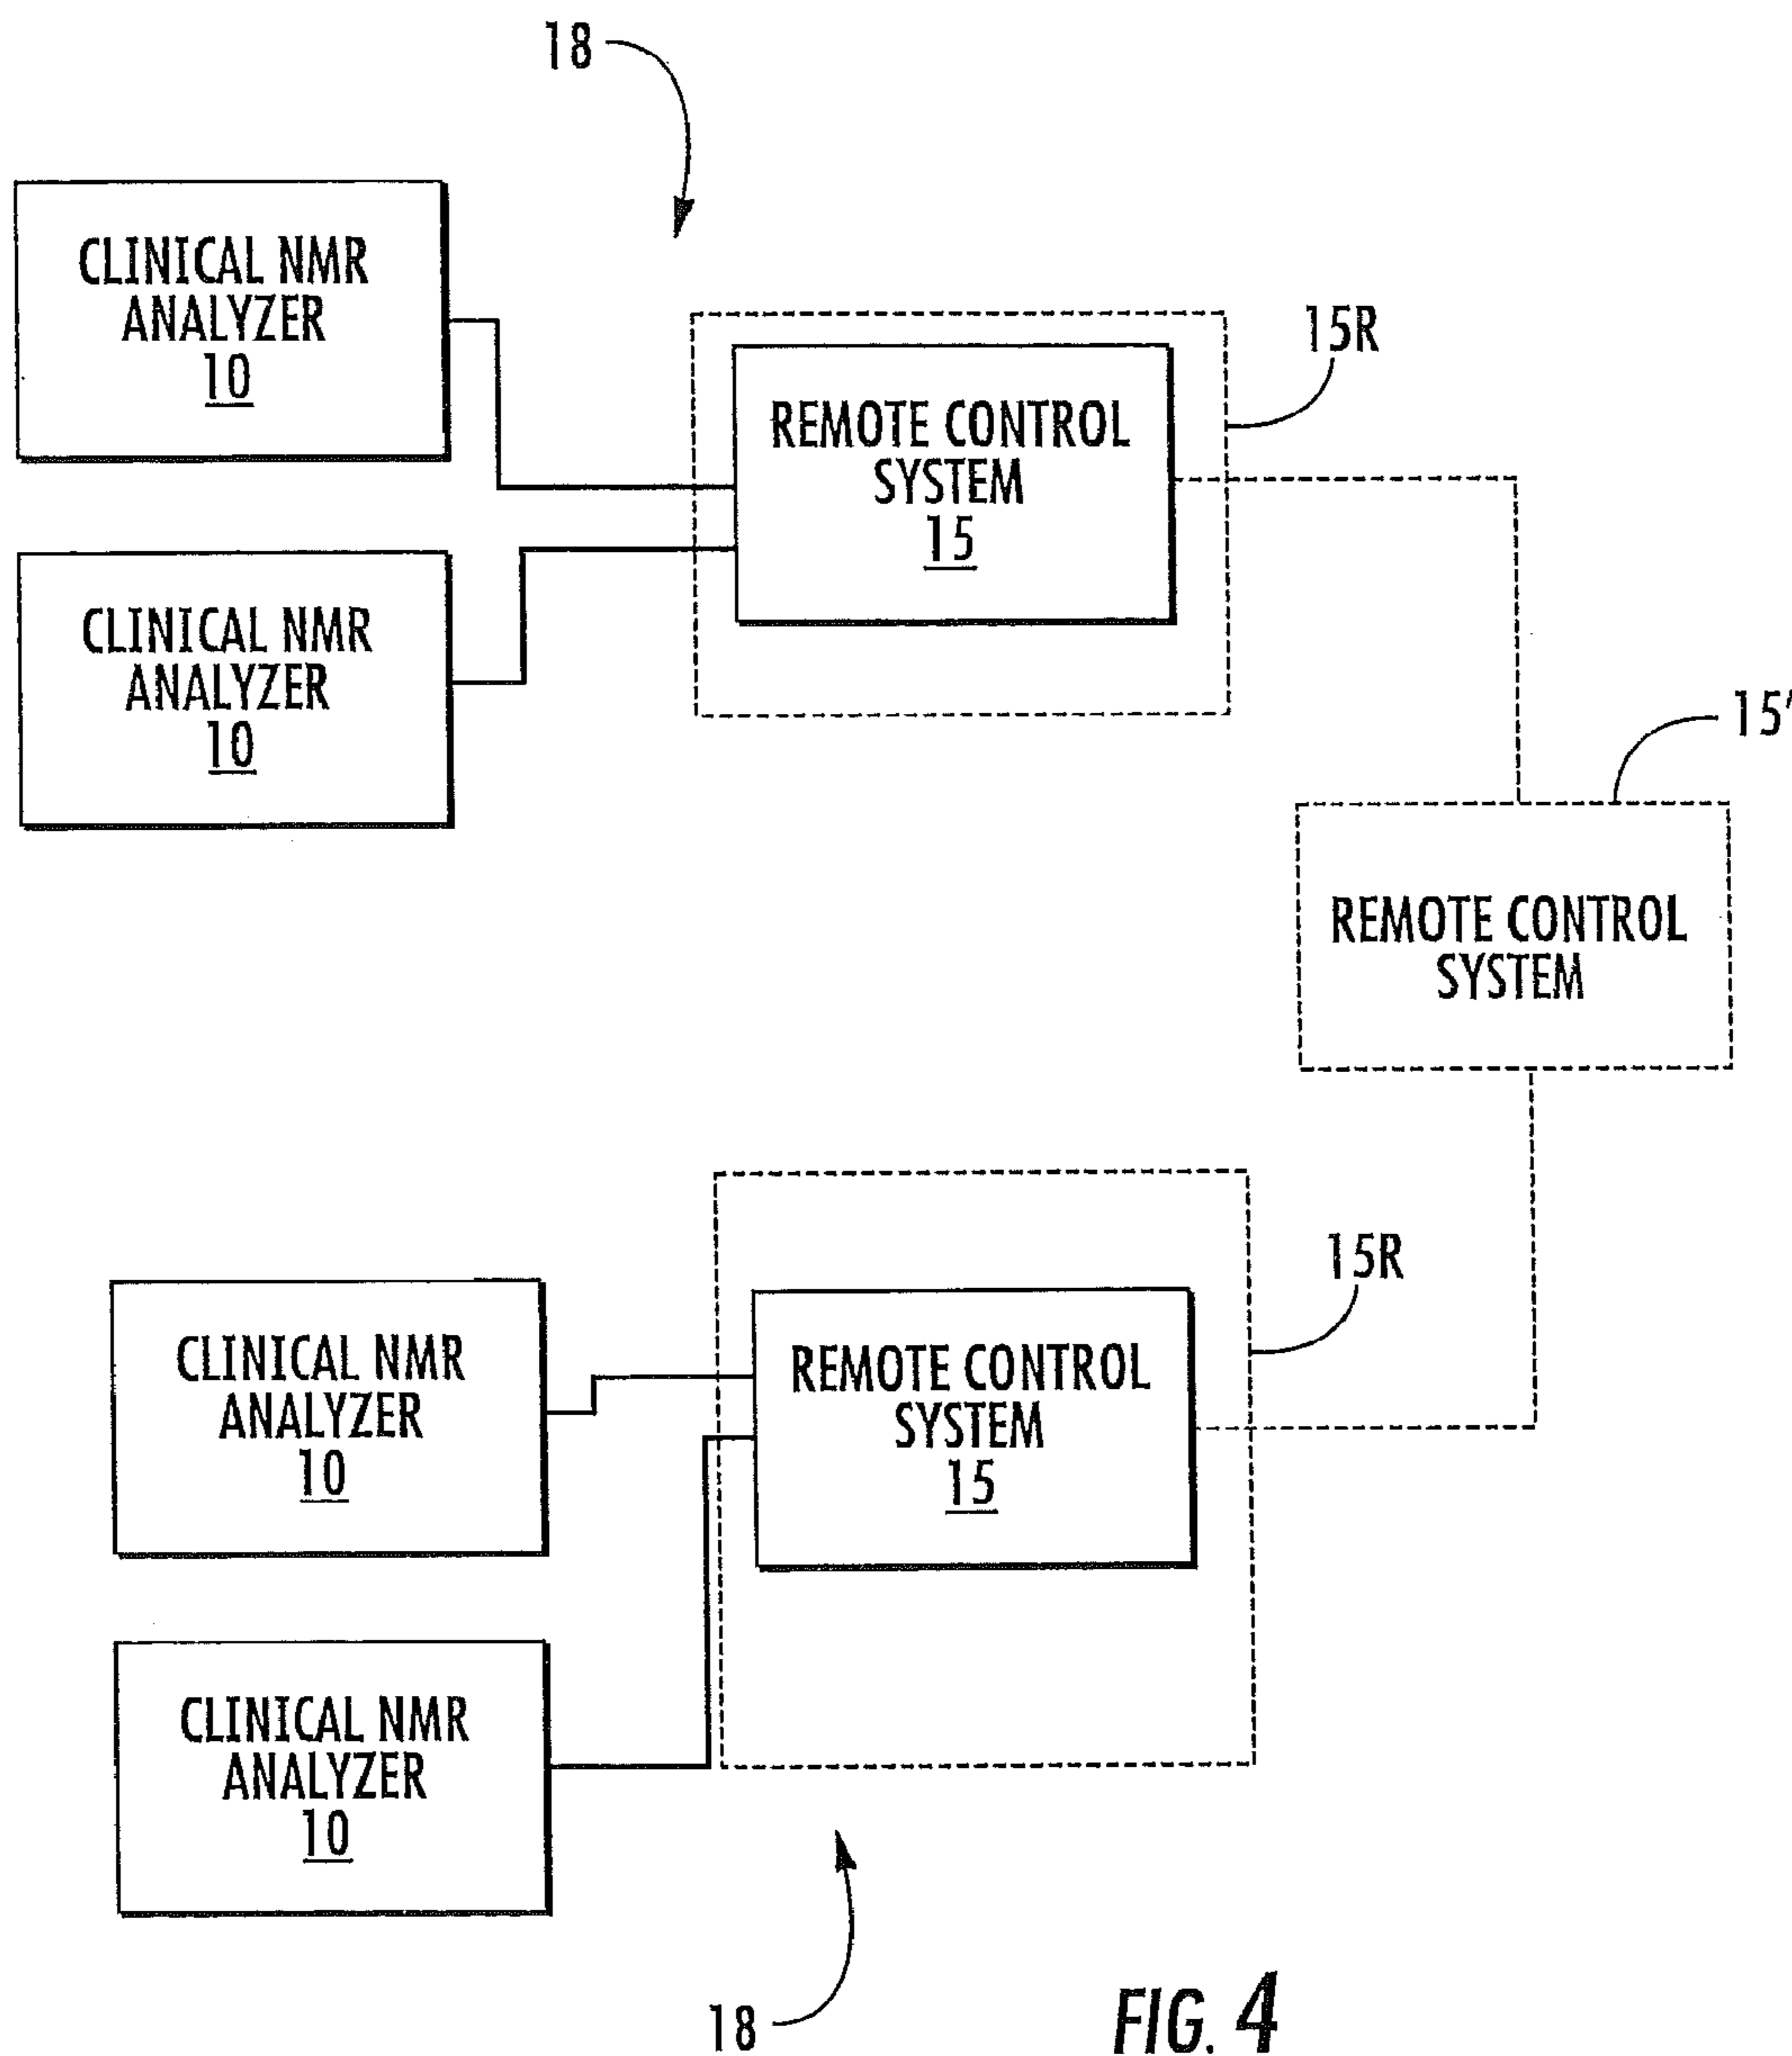 18
CLINICAL NMR
ANALYZER
10
15R
REMOTE CONTROL
SYSTEM
15
CLINICAL NMR
ANALYZER
10
15'
REMOTE CONTROL
SYSTEM
15R
CLINICAL NMR
ANALYZER
10
REMOTE CONTROL
SYSTEM
15
CLINICAL NMR
ANALYZER
10
18
FIG. 4